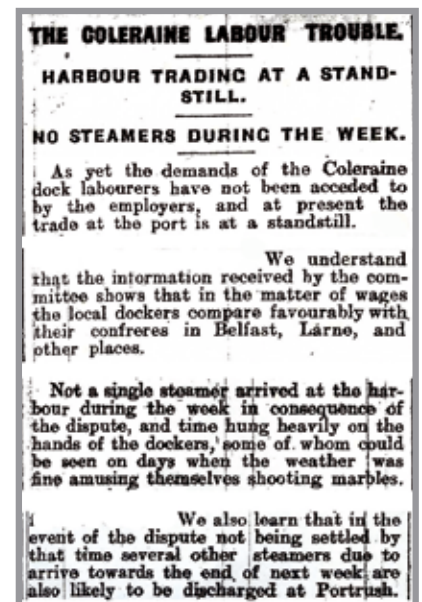 THE COLERAINE LABOUR TROUBLE.
HARBOUR TRADING AT A STAND-
STILL.
NO STEAMERS DURING THE WEEK.
As yet the demands of the Coleraine
dock labourers have not been acceded to
by the employers, and at present the
trade at the port is at a standstill.
We understand
that the information received by the com-
mittee shows that in the matter of wages
the local dockers compare favourably with
their confreres in Belfast, Larne, and
other places.
Not a single steamer arrived at the har-
bour during the week in consequence of
the dispute, and time hung heavily on the
hands of the dockers, some of whom could
be seen on days when the weather was
fine amusing themselves shooting marbles.
We also learn that in the
event of the dispute not being settled by
that time several other steamers due to
arrive towards the end of next week are
also likely to be discharged at Portrush.